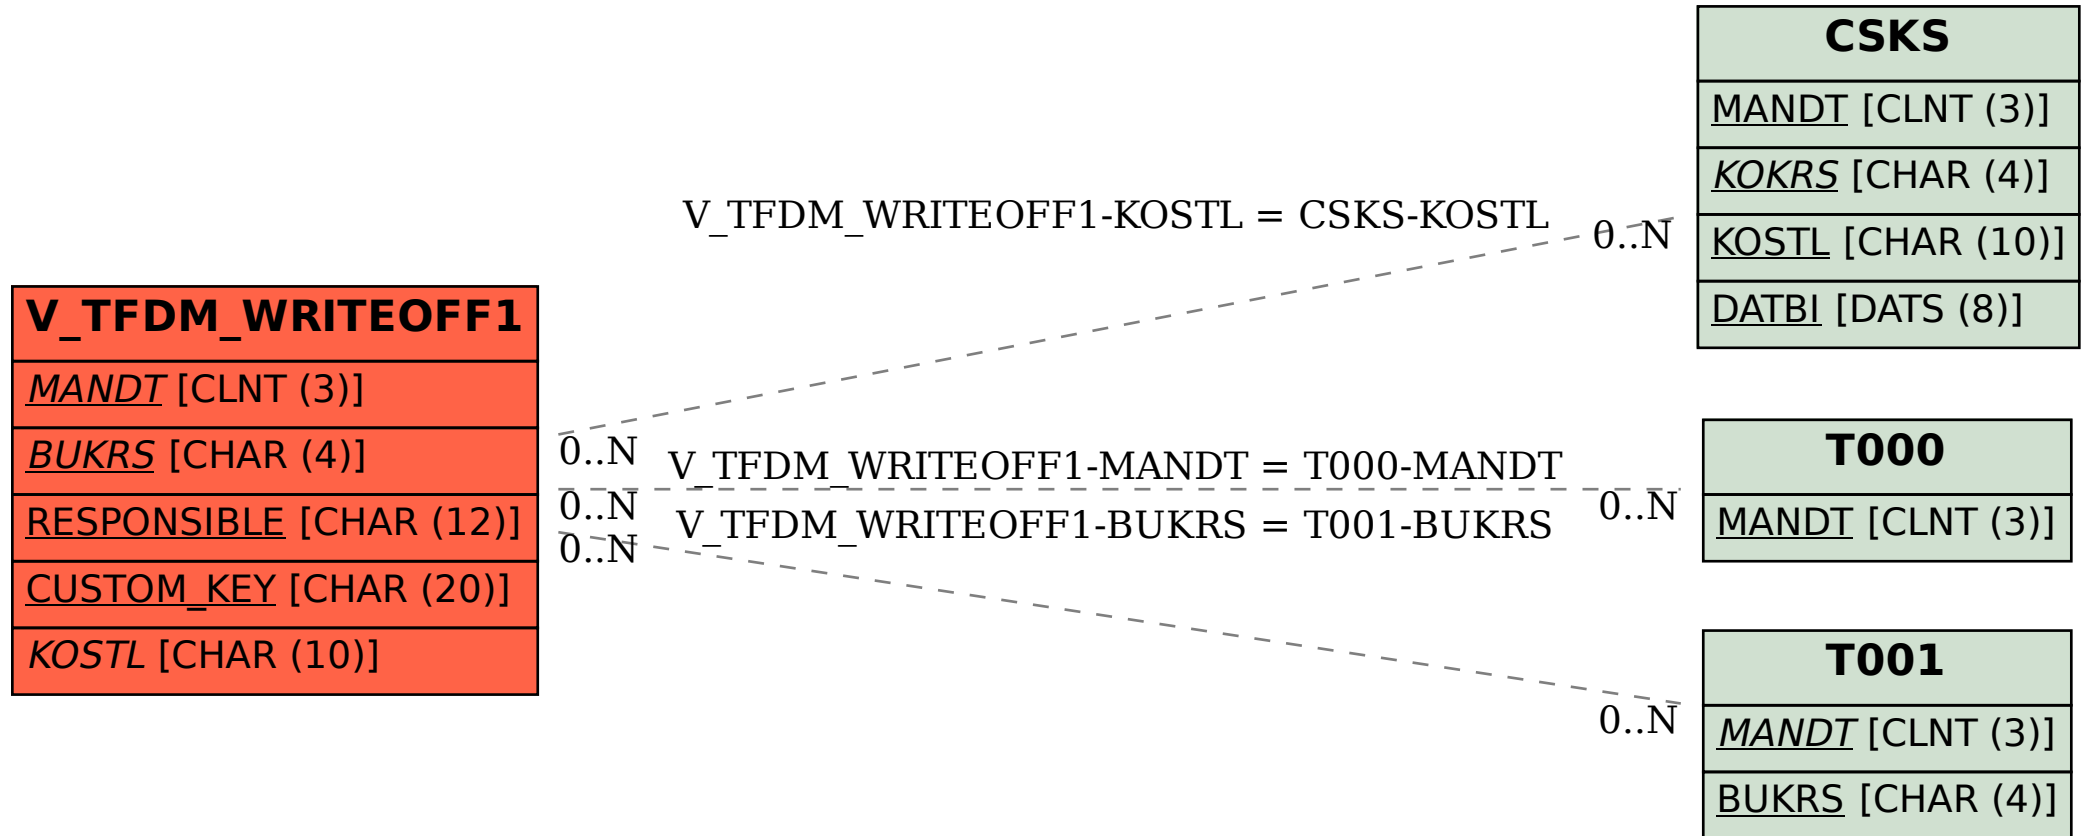 V_TFDM_WRITEOFF1
MANDT [CLNT (3)]
BUKRS [CHAR (4)]
RESPONSIBLE [CHAR (12)]
CUSTOM_KEY [CHAR (20)]
KOSTL [CHAR (10)]
V_TFDM_WRITEOFF1-KOSTL = CSKS-KOSTL
0..N
0..N
V_TFDM_WRITEOFF1-MANDT = T000-MANDT
0..N
0..N
V_TFDM_WRITEOFF1-BUKRS = T001-BUKRS
0..N
0..N
CSKS
MANDT [CLNT (3)]
KOKRS [CHAR (4)]
KOSTL [CHAR (10)]
DATBI [DATS (8)]
T000
MANDT [CLNT (3)]
T001
MANDT [CLNT (3)]
BUKRS [CHAR (4)]